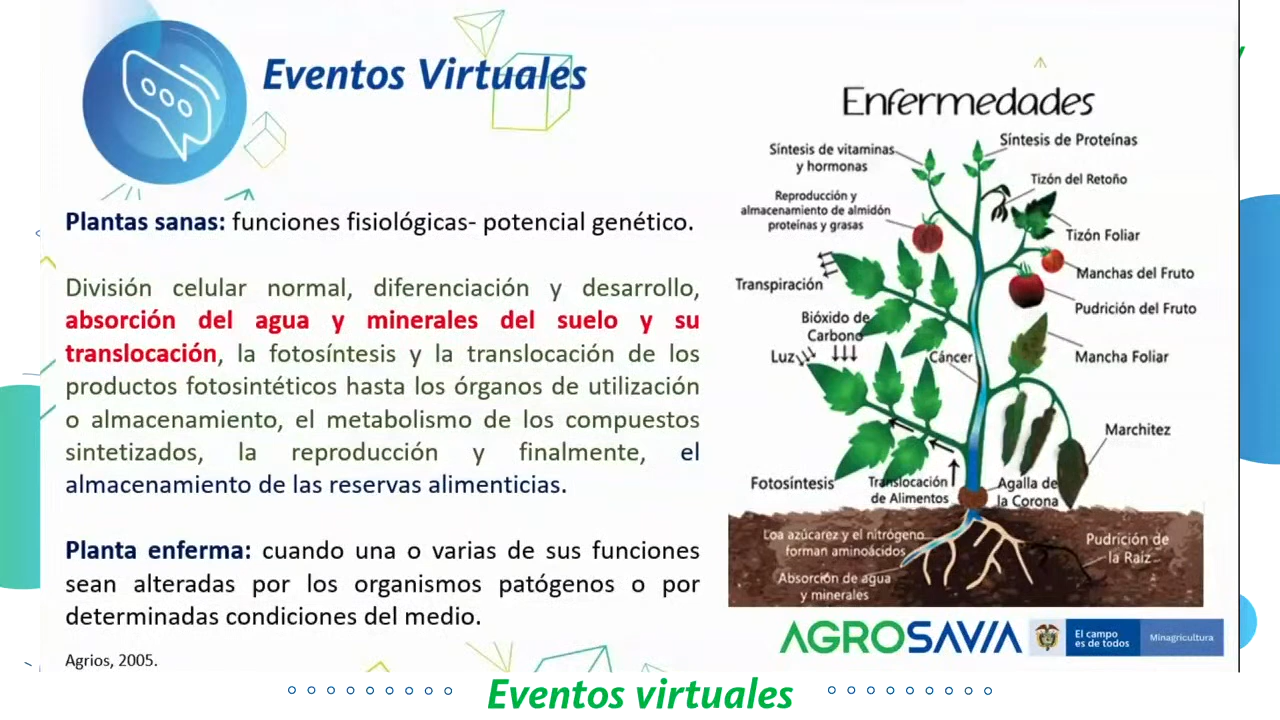 Eventos Virtuales
Plantas sanas: funciones fisiológicas- potencial genético.
División celular normal, diferenciación y desarrollo,
absorción del agua y minerales del suelo y su
translocación, la fotosíntesis y la translocación de los
productos fotosintéticos hasta los órganos de utilización
o almacenamiento, el metabolismo de los compuestos
sintetizados, la reproducción y finalmente, el
almacenamiento de las reservas alimenticias.
Planta enferma: cuando una o varias de sus funciones
sean alteradas por los organismos patógenos o por
determinadas condiciones del medio.
Agrios, 2005.
Enfermedades
Síntesis de vitaminas
y hormonas
Síntesis de Proteínas
Tizón del Retoño
Reproducción y
almacenamiento de almidón
proteínas y grasas
Tizón Foliar
Manchas del Fruto
Transpiración
Pudrición del Fruto
Bióxido de
Carbono
Luz
Cáncer
Mancha Foliar
Marchitez
Fotosíntesis
Translocación
de Alimentos
Agalla de
la Corona
Loa azúcarez y el nitrógeno
forman aminoácidos
Pudrición de
la Raíz
Absorción de agua
y minerales
AGROSAVIA
El campo
es de todos
Minagricultura
Eventos virtuales